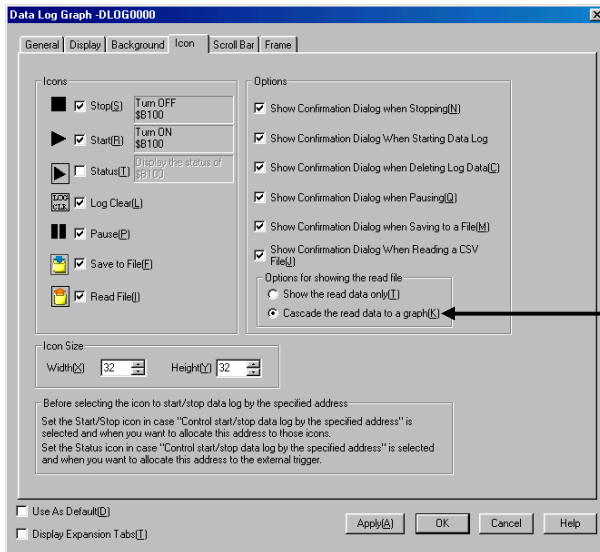 Data Log Graph -DLOG0000
General Display Background Icon Scroll Bar Frame
Icons
Stop(S)
Turn OFF
$B100
Start(R)
Turn ON
$B100
Status(T)
Display the status of
$B100
LOG
CLR
Log Clear(L)
Pause(P)
Save to File(F)
Read File(I)
Options
Show Confirmation Dialog when Stopping(N)
Show Confirmation Dialog When Starting Data Log
Show Confirmation Dialog when Deleting Log Data(C)
Show Confirmation Dialog when Pausing(Q)
Show Confirmation Dialog when Saving to a File(M)
Show Confirmation Dialog When Reading a CSV
File(J)
Options for showing the read file
Show the read data only(T)
Cascade the read data to a graph(K)
Icon Size
Width(X) 32 Height(Y) 32
Before selecting the icon to start/stop data log by the specified address
Set the Start/Stop icon in case "Control start/stop data log by the specified address" is
selected and when you want to allocate this address to those icons.
Set the Status icon in case "Control start/stop data log by the specified address" is selected
and when you want to allocate this address to the external trigger.
Use As Default(D)
Display Expansion Tabs(T)
Apply(A) OK Cancel Help